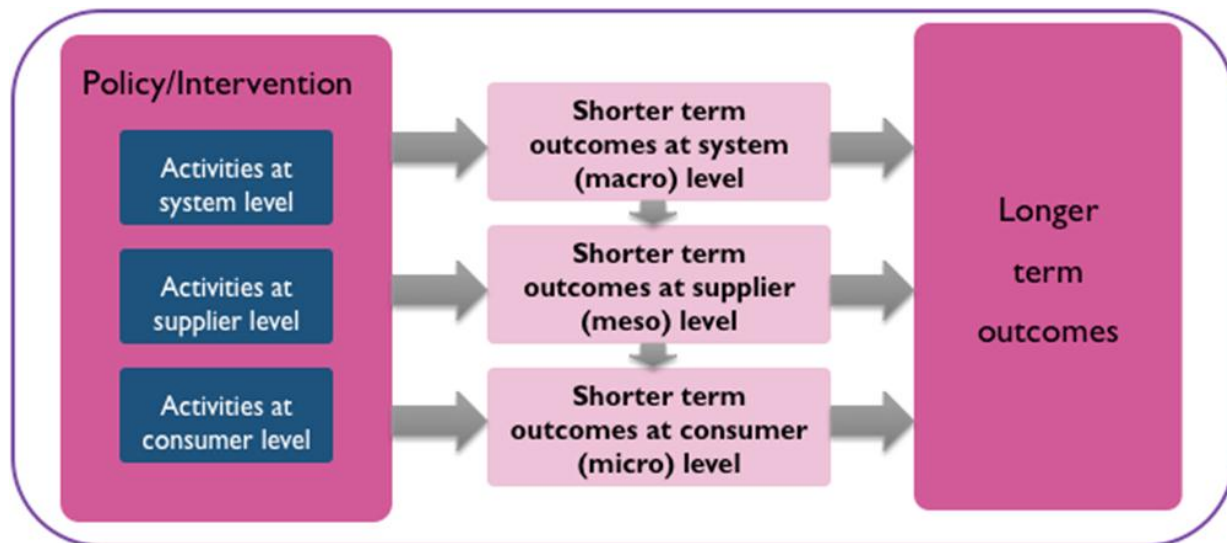 Policy/Intervention
Activities at
system level
Activities at
supplier level
Activities at
consumer level
Shorter term
outcomes at system
(macro) level
Shorter term
outcomes at supplier
(meso) level
Shorter term
outcomes at consumer
(micro) level
Longer
term
outcomes